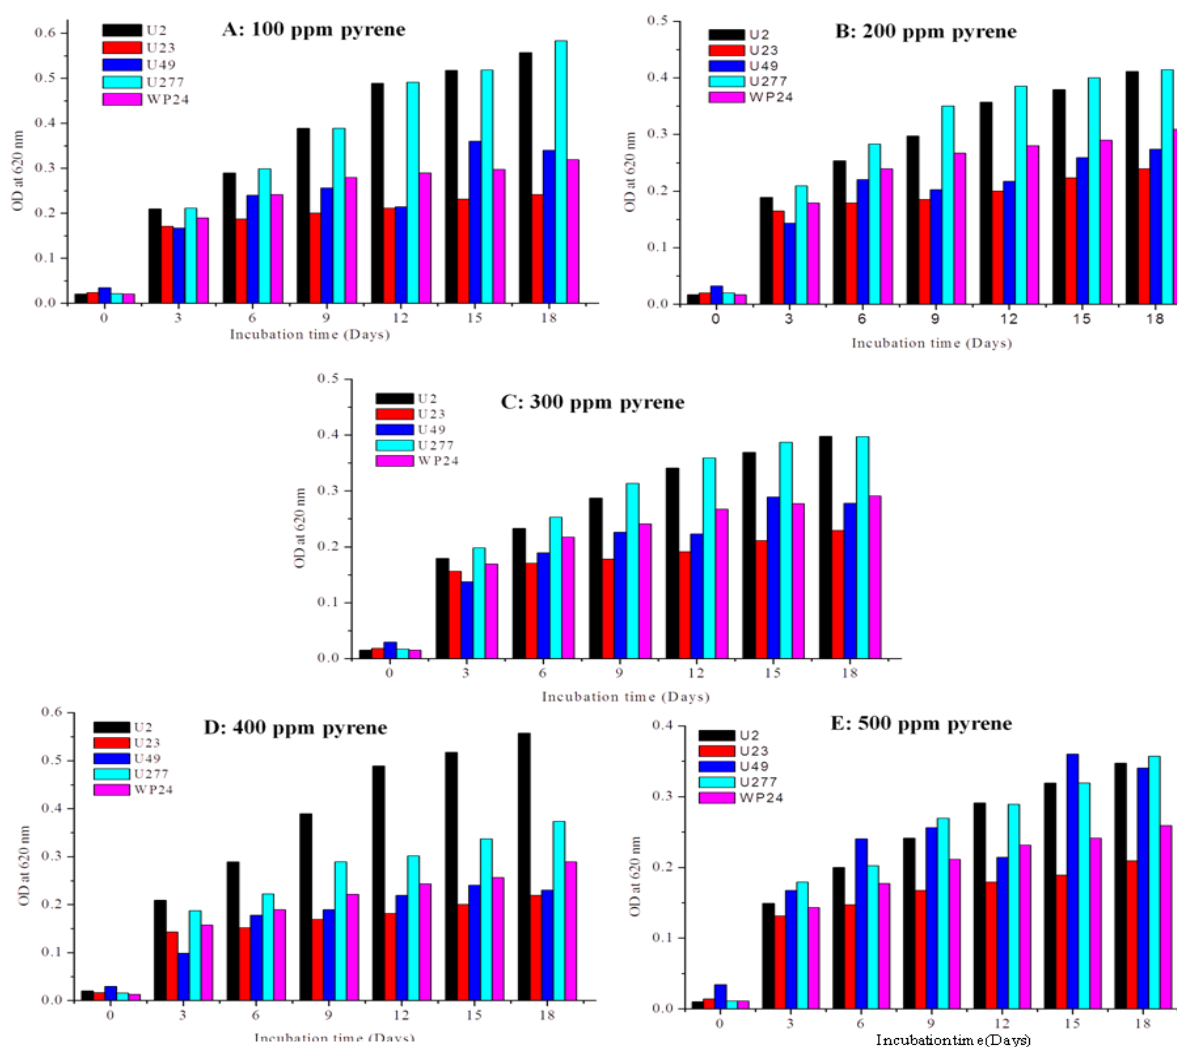 A: 100 ppm pyrene
U2
U23
U49
U277
WP24
OD at 620 nm
0.6
0.5
0.4
0.3
0.2
0.1
0.0
0 3 6 9 12 15 18
Incubation time (Days)
B: 200 ppm pyrene
U2
U23
U49
U277
WP24
OD at 620 nm
0.5
0.4
0.3
0.2
0.1
0.0
0 3 6 9 12 15 18
Incubation time (Days)
C: 300 ppm pyrene
U2
U23
U49
U277
WP24
OD at 620 nm
0.5
0.4
0.3
0.2
0.1
0.0
0 3 6 9 12 15 18
Incubation time (Days)
D: 400 ppm pyrene
U2
U23
U49
U277
WP24
OD at 620 nm
0.6
0.5
0.4
0.3
0.2
0.1
0.0
0 3 6 9 12 15 18
Incubation time (Days)
E: 500 ppm pyrene
U2
U23
U49
U277
WP24
OD at 620 nm
0.4
0.3
0.2
0.1
0.0
0 3 6 9 12 15 18
Incubationtime(Days)